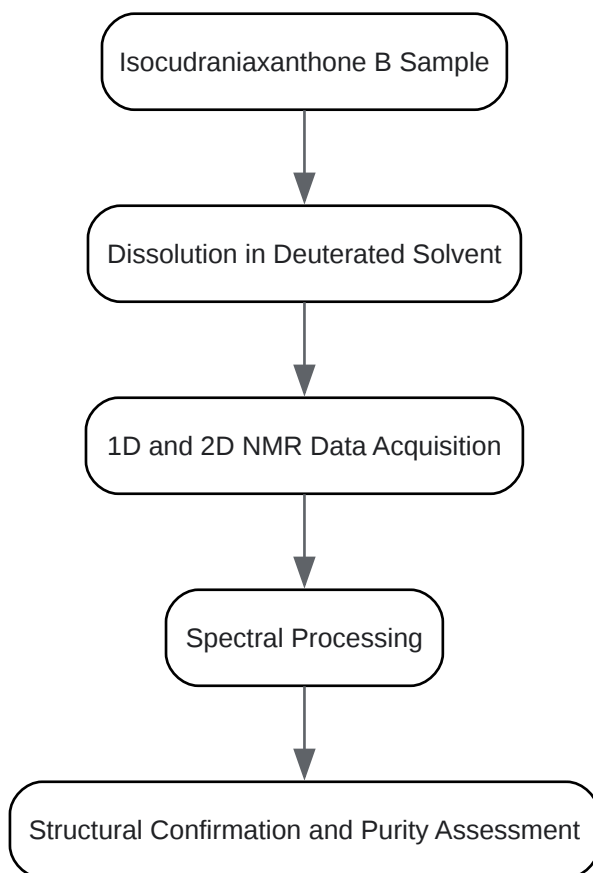 Isocudraniaxanthone B Sample
Dissolution in Deuterated Solvent
1D and 2D NMR Data Acquisition
Spectral Processing
Structural Confirmation and Purity Assessment